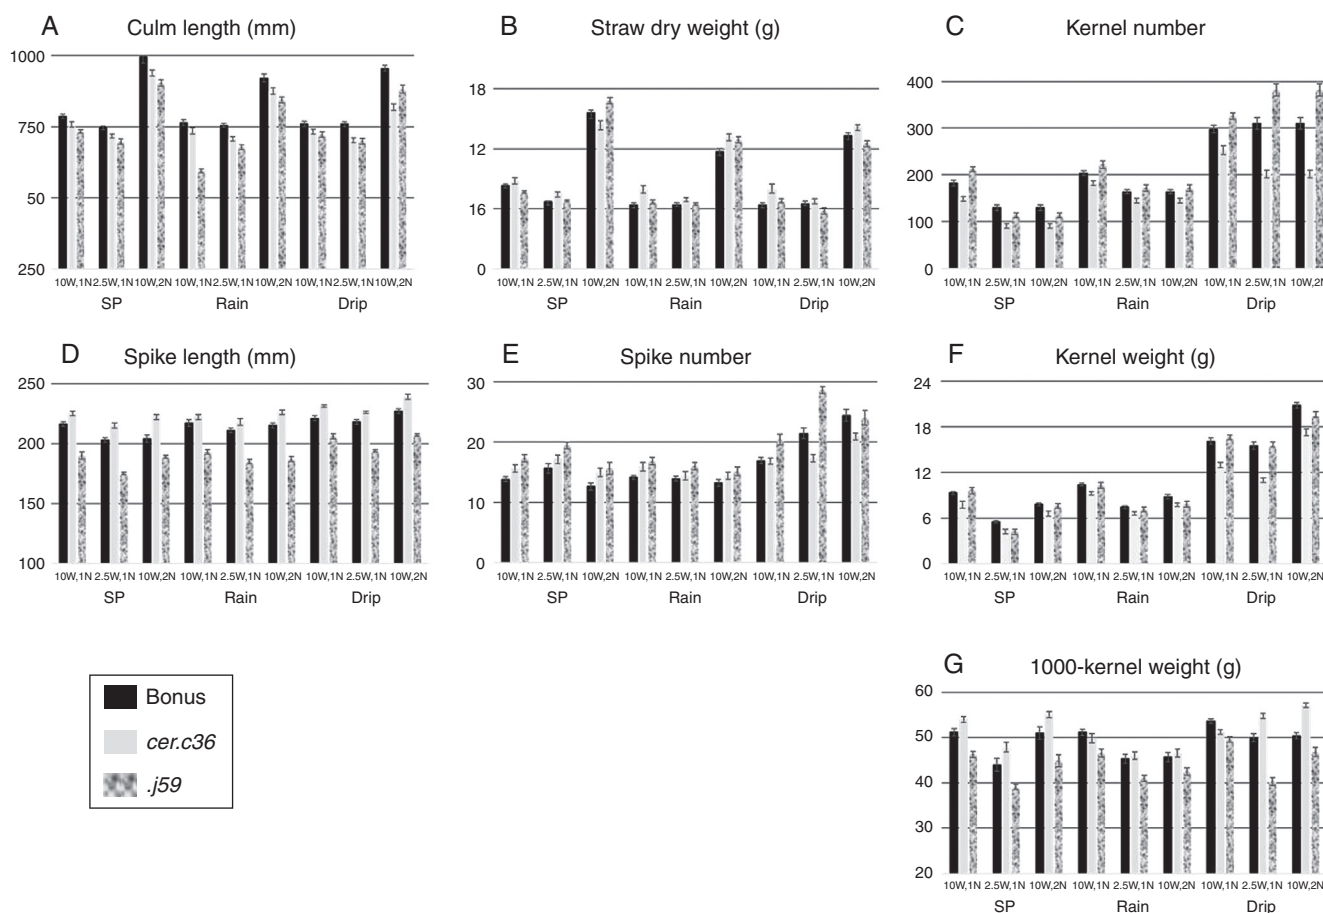 A Culm length (mm)
1000
750
50
250
10W,1N 2.5W,1N 10W,2N 10W,1N 2.5W,1N 10W,2N 10W,1N 2.5W,1N 10W,2N
SP Rain Drip
B Straw dry weight (g)
18
12
16
0
10W,1N 2.5W,1N 10W,2N 10W,1N 2.5W,1N 10W,2N 10W,1N 2.5W,1N 10W,2N
SP Rain Drip
C Kernel number
400
300
200
100
0
10W,1N 2.5W,1N 10W,2N 10W,1N 2.5W,1N 10W,2N 10W,1N 2.5W,1N 10W,2N
SP Rain Drip
D Spike length (mm)
250
200
150
100
10W,1N 2.5W,1N 10W,2N 10W,1N 2.5W,1N 10W,2N 10W,1N 2.5W,1N 10W,2N
SP Rain Drip
E Spike number
30
20
10
0
10W,1N 2.5W,1N 10W,2N 10W,1N 2.5W,1N 10W,2N 10W,1N 2.5W,1N 10W,2N
SP Rain Drip
F Kernel weight (g)
24
18
12
6
0
10W,1N 2.5W,1N 10W,2N 10W,1N 2.5W,1N 10W,2N 10W,1N 2.5W,1N 10W,2N
SP Rain Drip
Bonus
cer.c36
.j59
G 1000-kernel weight (g)
60
50
40
30
20
10W,1N 2.5W,1N 10W,2N 10W,1N 2.5W,1N 10W,2N 10W,1N 2.5W,1N 10W,2N
SP Rain Drip